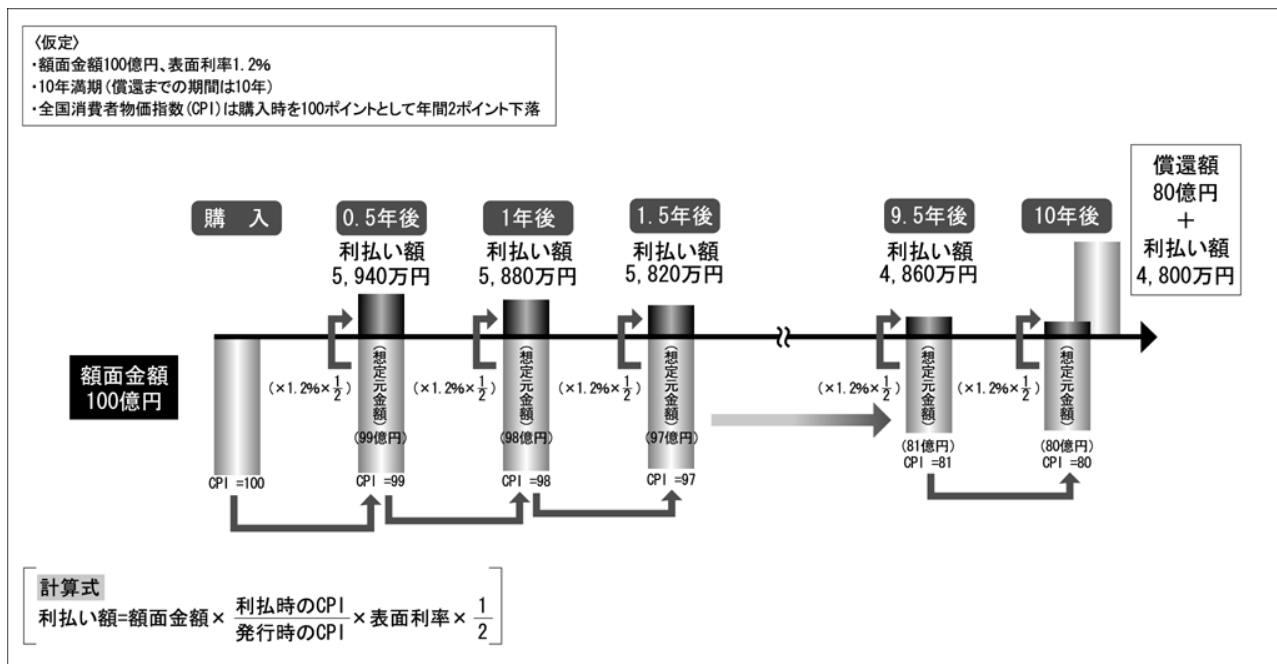 〈仮定〉
・額面金額100億円、表面利率1.2%
・10年満期(償還までの期間は10年)
・全国消費者物価指数(CPI)は購入時を100ポイントとして年間2ポイント下落
償還額
80億円
+
利払い額
4,800万円
購 入
0.5年後
1年後
1.5年後
9.5年後
10年後
利払い額
5,940万円
利払い額
5,880万円
利払い額
5,820万円
利払い額
4,860万円
額面金額
100億円
(×1.2%×1/2)
(×1.2%×1/2)
(×1.2%×1/2)
(×1.2%×1/2)
(×1.2%×1/2)
(想定元金額)
(99億円)
(想定元金額)
(98億円)
(想定元金額)
(97億円)
(想定元金額)
(81億円)
(想定元金額)
(80億円)
CPI =100
CPI =99
CPI =98
CPI =97
CPI =81
CPI =80
計算式
利払い額=額面金額× 利払時のCPI/発行時のCPI ×表面利率× 1/2